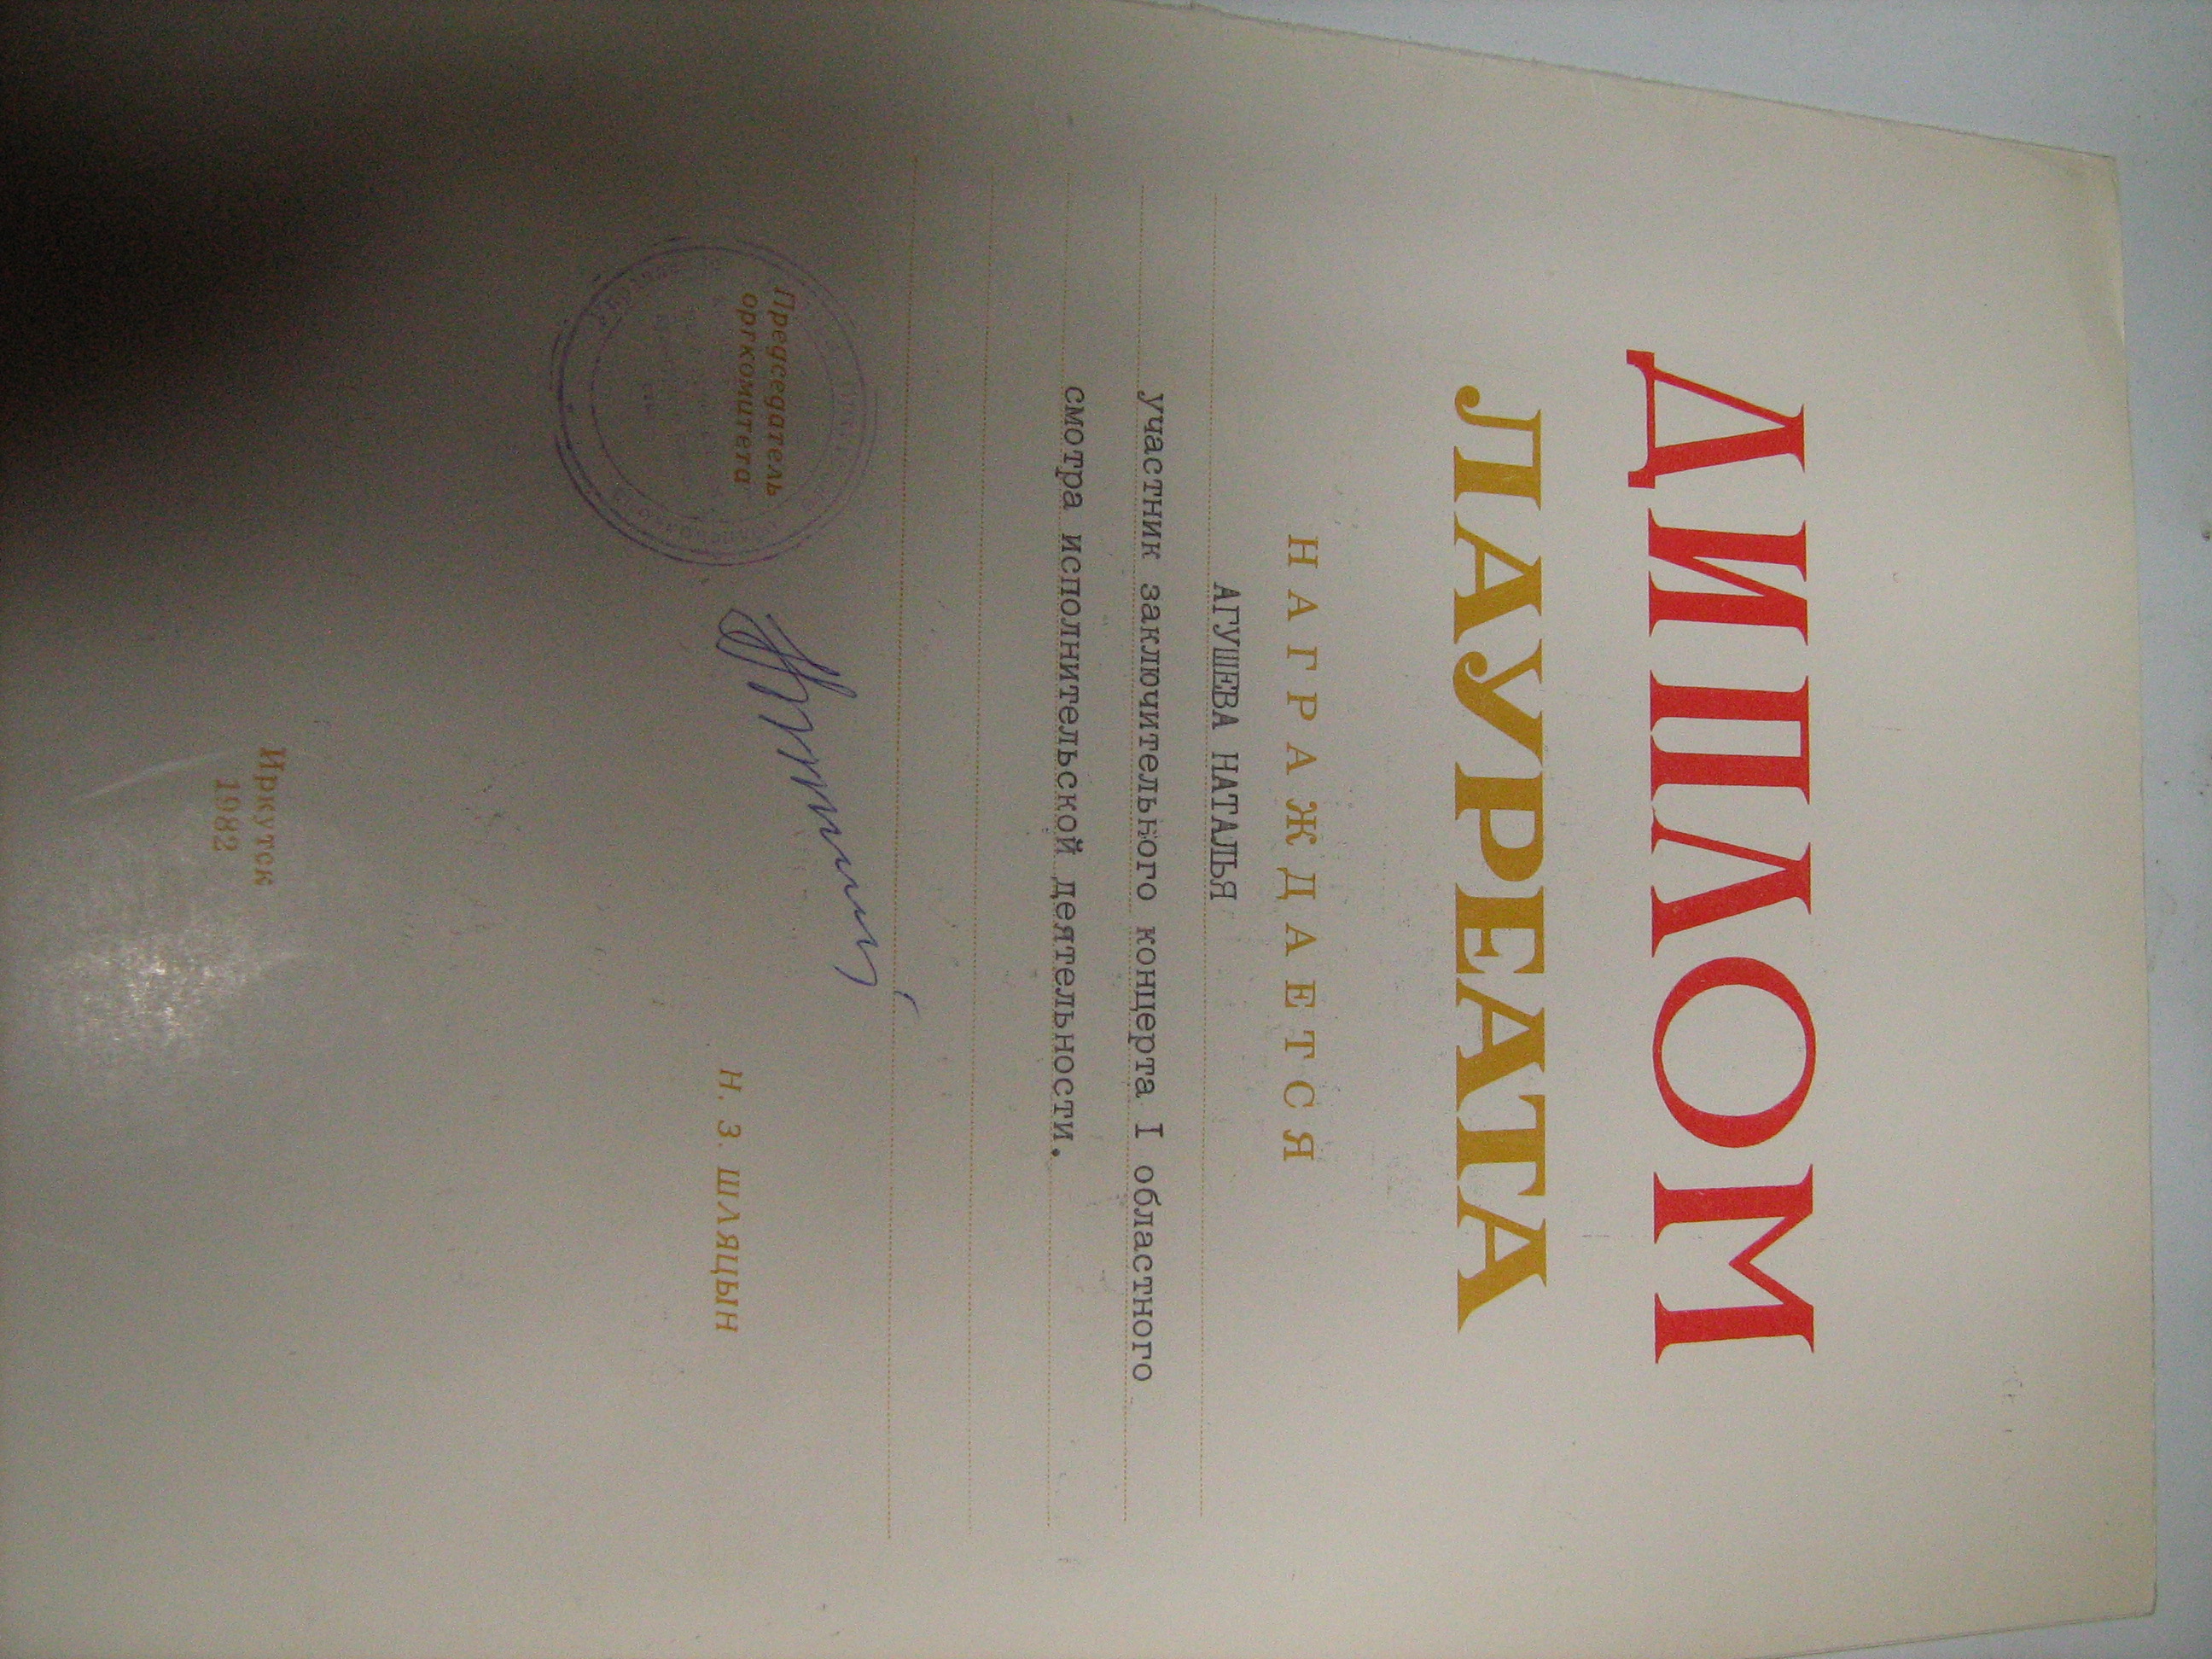 ДИПЛОМ
ЛАУРЕАТА
НАГРАЖДАЕТСЯ
АГУШЕВА НАТАЛЬЯ
участник заключительного концерта I областного
смотра исполнительской деятельности.
Председатель
оргкомитета
Н. З. ШЛЯЦЫН
Иркутск
1982